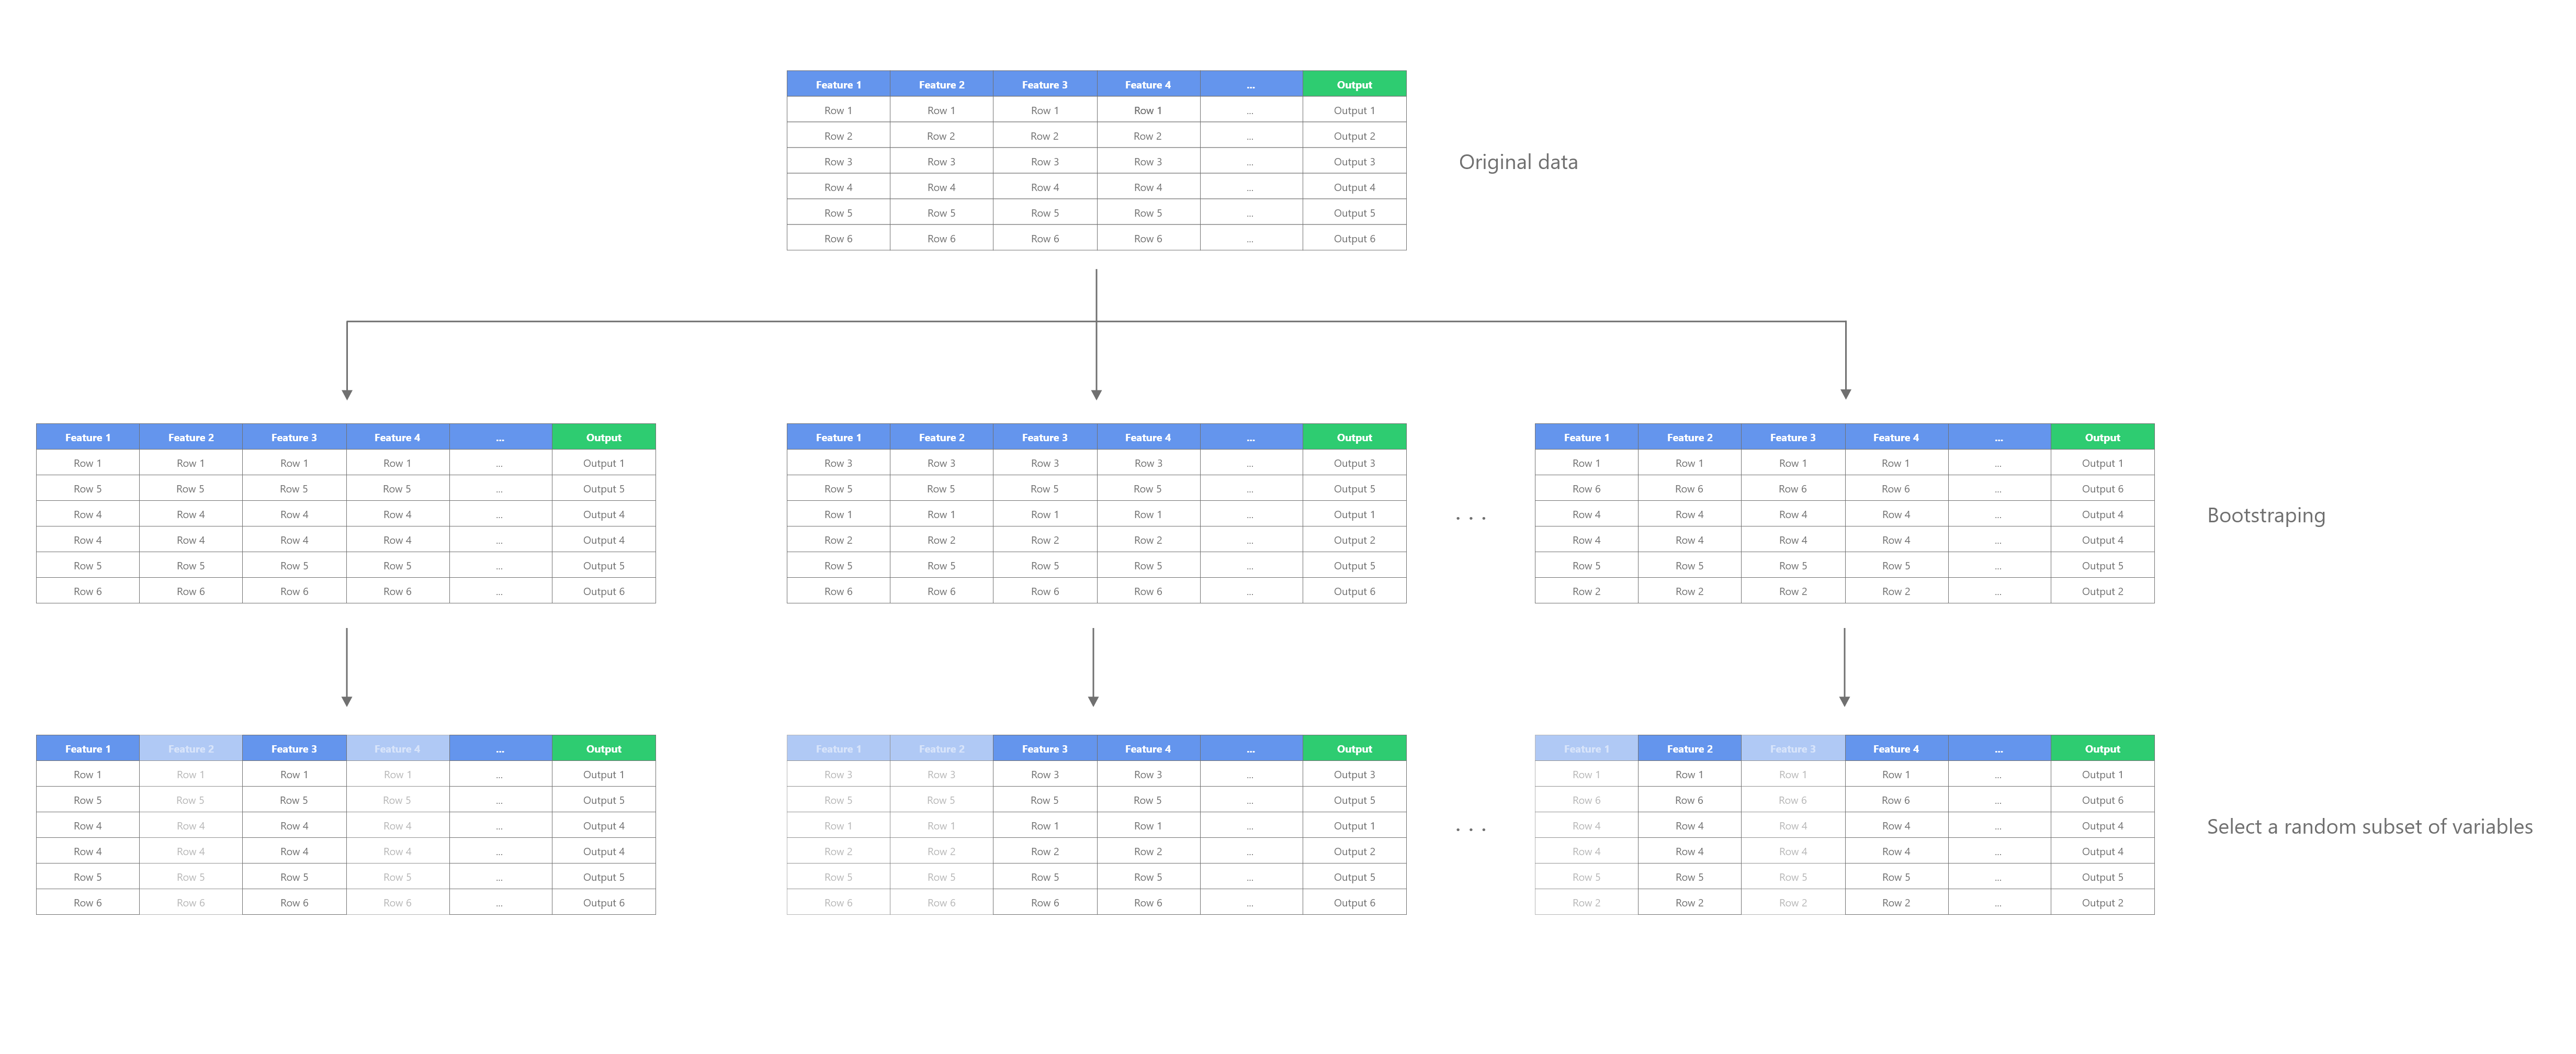 Feature 1 Feature 2 Feature 3 Feature 4 ... Output
Row 1 Row 1 Row 1 Row 1 ... Output 1
Row 2 Row 2 Row 2 Row 2 ... Output 2
Row 3 Row 3 Row 3 Row 3 ... Output 3
Row 4 Row 4 Row 4 Row 4 ... Output 4
Row 5 Row 5 Row 5 Row 5 ... Output 5
Row 6 Row 6 Row 6 Row 6 ... Output 6
Original data
Feature 1 Feature 2 Feature 3 Feature 4 ... Output
Row 1 Row 1 Row 1 Row 1 ... Output 1
Row 5 Row 5 Row 5 Row 5 ... Output 5
Row 4 Row 4 Row 4 Row 4 ... Output 4
Row 4 Row 4 Row 4 Row 4 ... Output 4
Row 5 Row 5 Row 5 Row 5 ... Output 5
Row 6 Row 6 Row 6 Row 6 ... Output 6
Feature 1 Feature 2 Feature 3 Feature 4 ... Output
Row 3 Row 3 Row 3 Row 3 ... Output 3
Row 5 Row 5 Row 5 Row 5 ... Output 5
Row 1 Row 1 Row 1 Row 1 ... Output 1
Row 2 Row 2 Row 2 Row 2 ... Output 2
Row 5 Row 5 Row 5 Row 5 ... Output 5
Row 6 Row 6 Row 6 Row 6 ... Output 6
. . .
Feature 1 Feature 2 Feature 3 Feature 4 ... Output
Row 1 Row 1 Row 1 Row 1 ... Output 1
Row 6 Row 6 Row 6 Row 6 ... Output 6
Row 4 Row 4 Row 4 Row 4 ... Output 4
Row 4 Row 4 Row 4 Row 4 ... Output 4
Row 5 Row 5 Row 5 Row 5 ... Output 5
Row 2 Row 2 Row 2 Row 2 ... Output 2
Bootstraping
Feature 1 Feature 2 Feature 3 Feature 4 ... Output
Row 1 Row 1 Row 1 Row 1 ... Output 1
Row 5 Row 5 Row 5 Row 5 ... Output 5
Row 4 Row 4 Row 4 Row 4 ... Output 4
Row 4 Row 4 Row 4 Row 4 ... Output 4
Row 5 Row 5 Row 5 Row 5 ... Output 5
Row 6 Row 6 Row 6 Row 6 ... Output 6
Feature 1 Feature 2 Feature 3 Feature 4 ... Output
Row 3 Row 3 Row 3 Row 3 ... Output 3
Row 5 Row 5 Row 5 Row 5 ... Output 5
Row 1 Row 1 Row 1 Row 1 ... Output 1
Row 2 Row 2 Row 2 Row 2 ... Output 2
Row 5 Row 5 Row 5 Row 5 ... Output 5
Row 6 Row 6 Row 6 Row 6 ... Output 6
. . .
Feature 1 Feature 2 Feature 3 Feature 4 ... Output
Row 1 Row 1 Row 1 Row 1 ... Output 1
Row 6 Row 6 Row 6 Row 6 ... Output 6
Row 4 Row 4 Row 4 Row 4 ... Output 4
Row 4 Row 4 Row 4 Row 4 ... Output 4
Row 5 Row 5 Row 5 Row 5 ... Output 5
Row 2 Row 2 Row 2 Row 2 ... Output 2
Select a random subset of variables